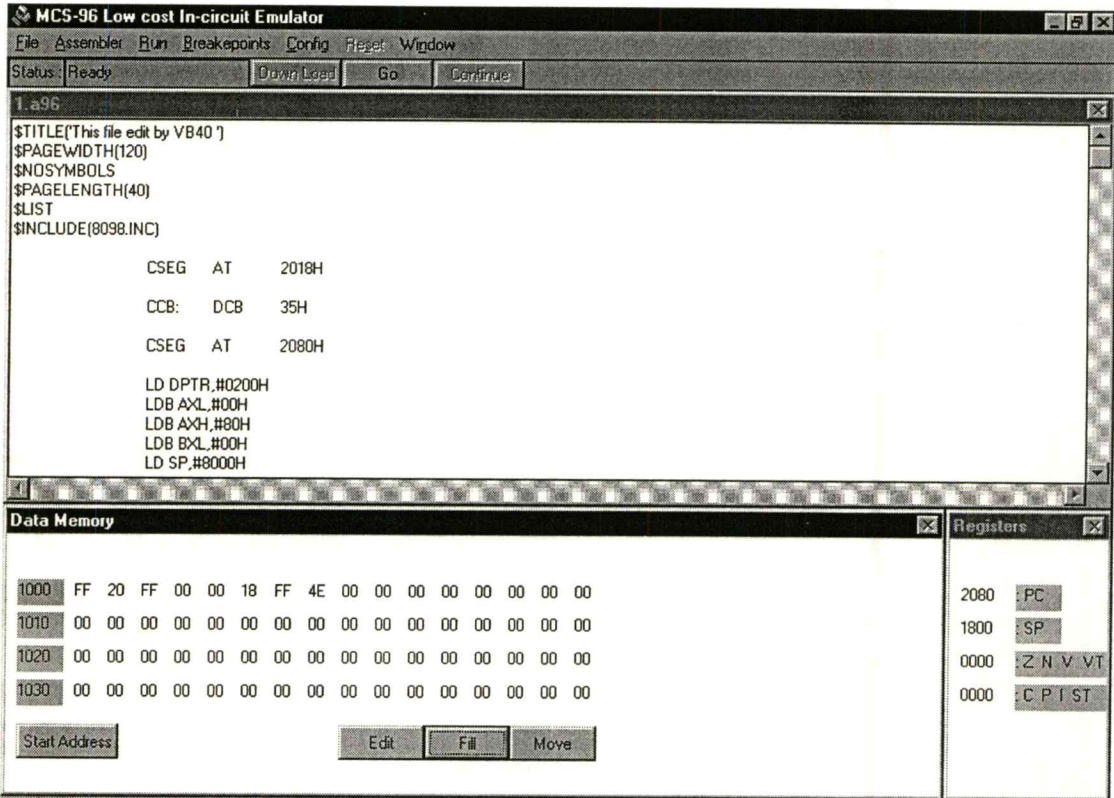 MCS-96 Low cost In-circuit Emulator
File Assembler Run Breakepoints Config Reset Window
Status : Ready Down Load Go Continue
1.a96
$TITLE('This file edit by VB40 ')
$PAGEWIDTH(120)
$NOSYMBOLS
$PAGELENGTH(40)
$LIST
$INCLUDE(8098.INC)
CSEG AT 2018H
CCB: DCB 35H
CSEG AT 2080H
LD DPTR,#0200H
LDB AXL,#00H
LDB AXH,#80H
LDB BXL,#00H
LD SP,#8000H
Data Memory
1000 FF 20 FF 00 00 18 FF 4E 00 00 00 00 00 00 00 00
1010 00 00 00 00 00 00 00 00 00 00 00 00 00 00 00 00
1020 00 00 00 00 00 00 00 00 00 00 00 00 00 00 00 00
1030 00 00 00 00 00 00 00 00 00 00 00 00 00 00 00 00
Start Address Edit Fill Move
Registers
2080 : PC
1800 : SP
0000 : Z N V VT
0000 : C P I ST